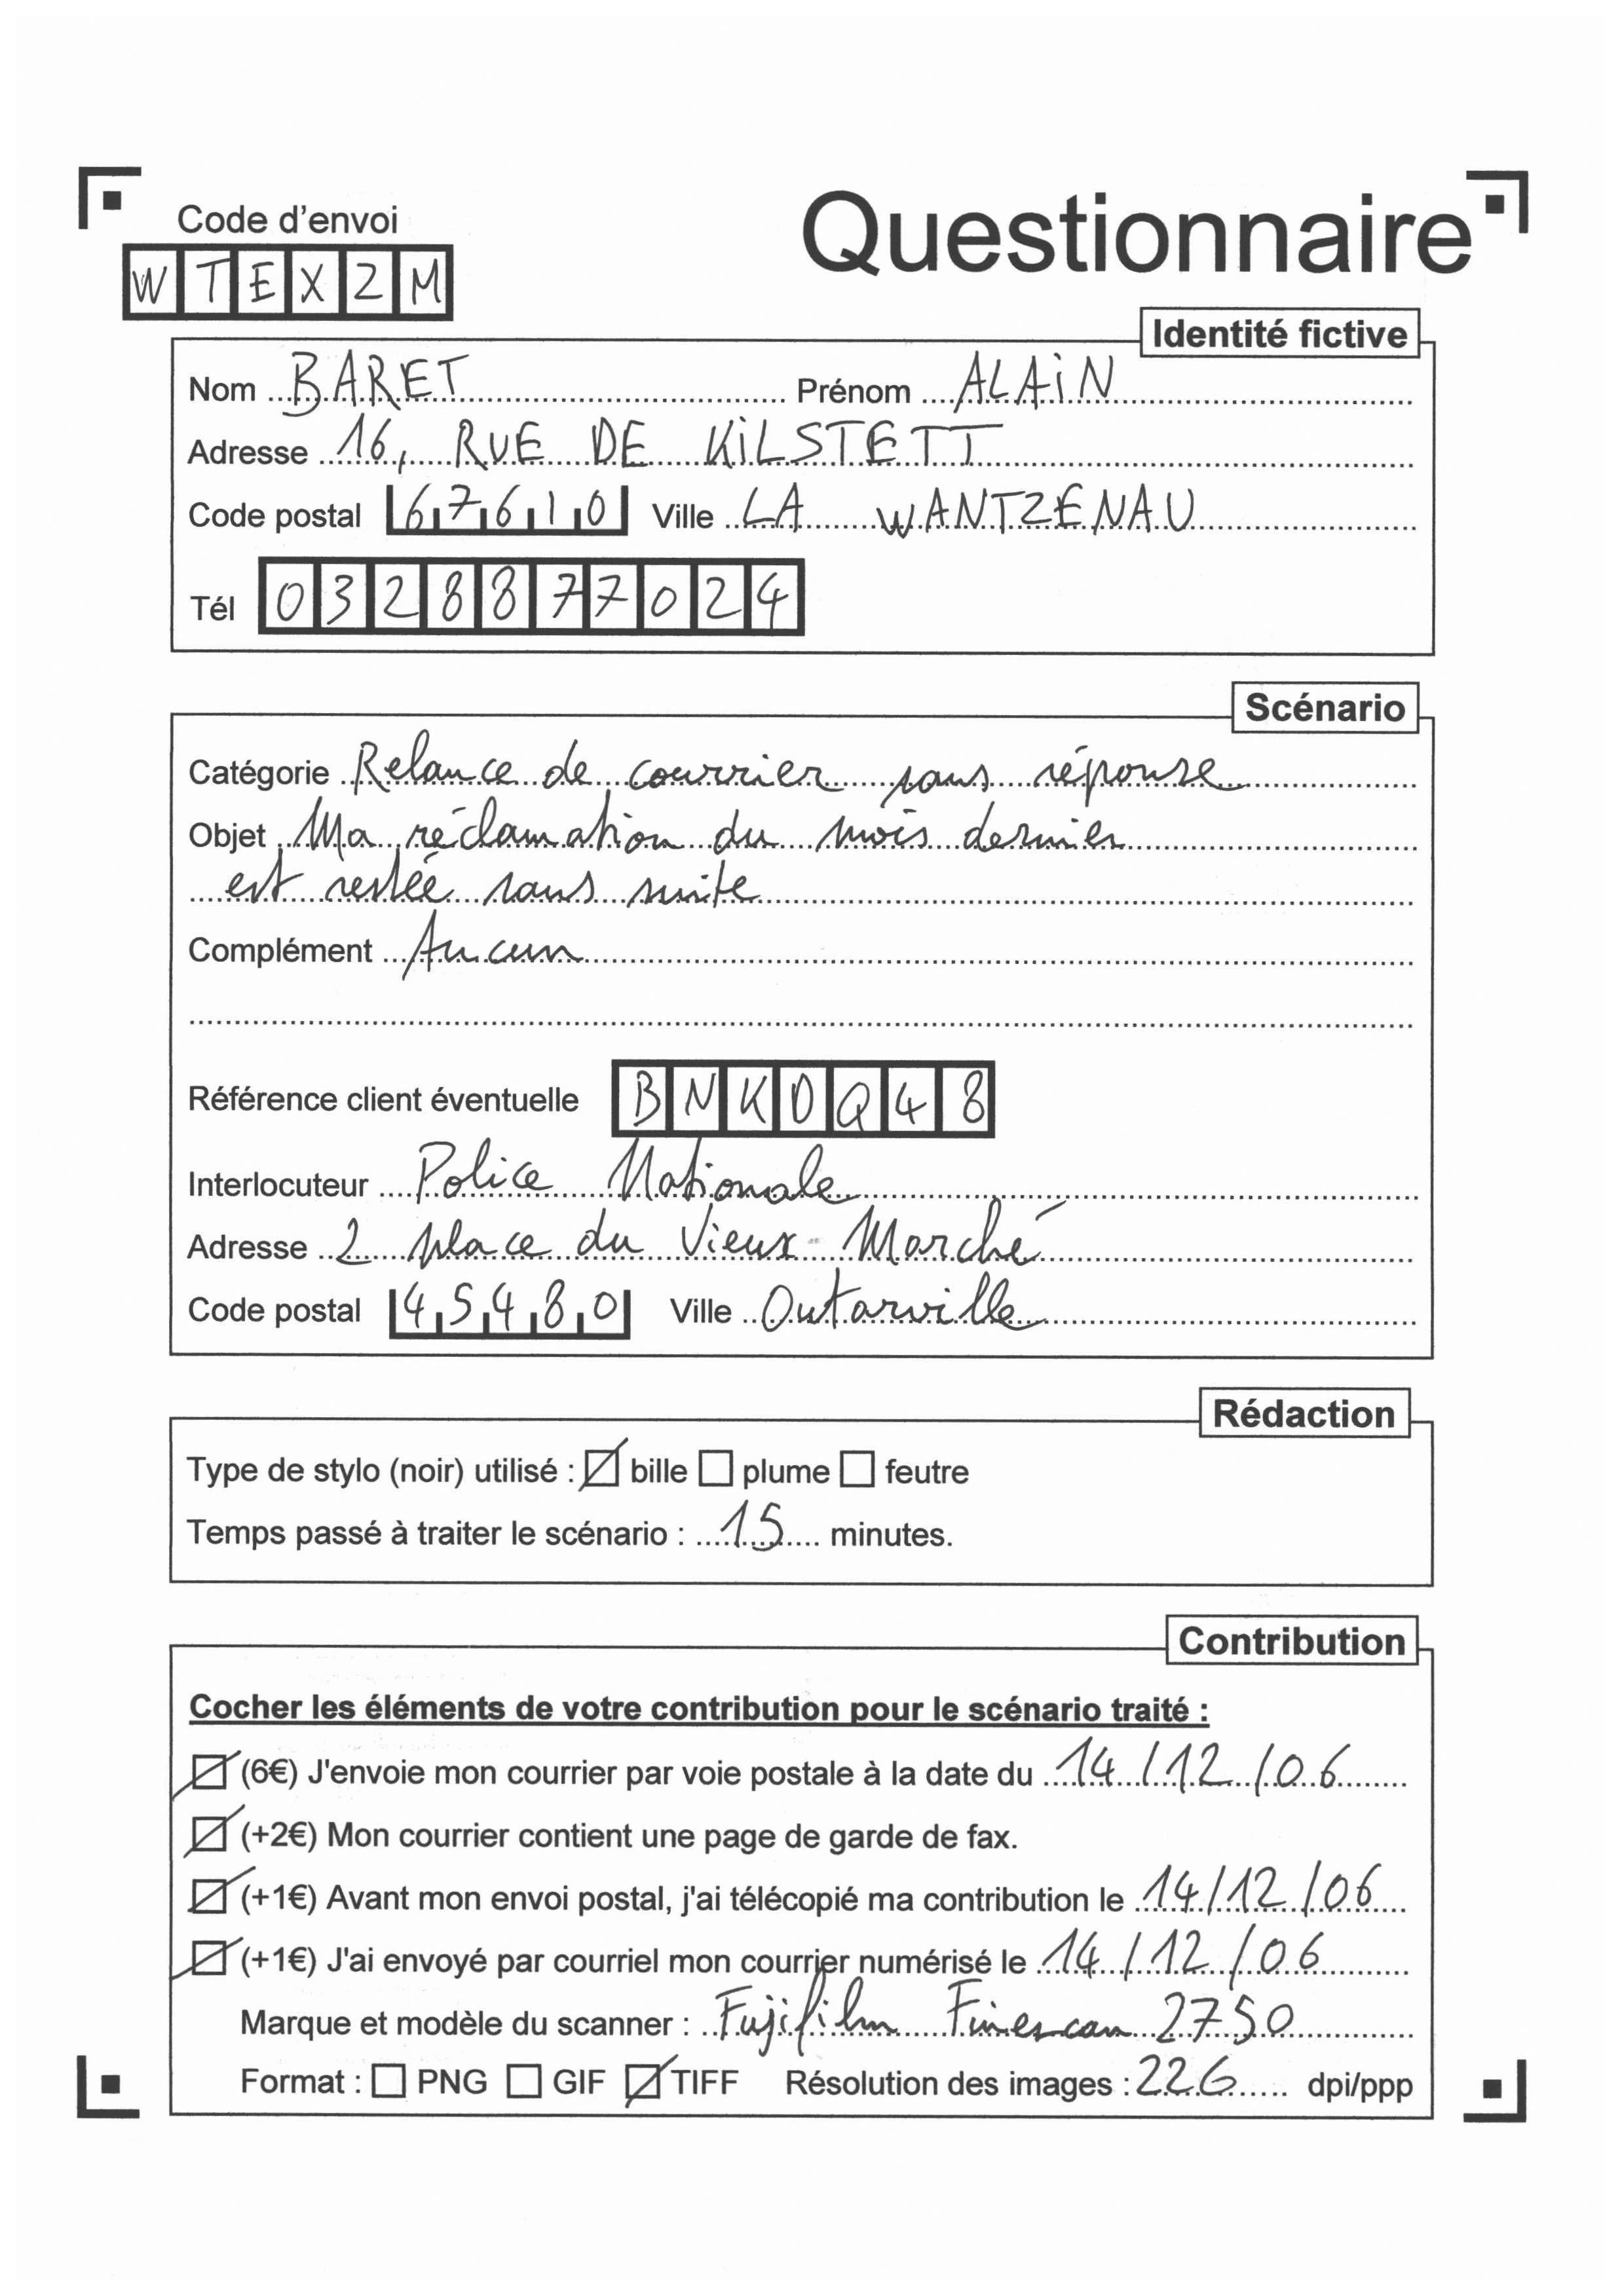 Code d'envoi
Questionnaire
WTEXZM
Identité fictive
Nom BARET Prénom ALAIN
Adresse 16, RUE DE KILSTETT
Code postal 67610 Ville LA WANTZENAU
Tél 0328877024
Scénario
Catégorie Relance de courrier sans réponse
Objet Ma réclamation du mois dernier
est restée sans suite
Complément Aucun
Référence client éventuelle BNKDQ48
Interlocuteur Police Nationale
Adresse 2 place du Vieux-Marché
Code postal 45480 Ville Outarville
Rédaction
Type de stylo (noir) utilisé : bille plume feutre
Temps passé à traiter le scénario : 15 minutes.
Contribution
Cocher les éléments de votre contribution pour le scénario traité :
(6€) J'envoie mon courrier par voie postale à la date du 14/12/06
(+2€) Mon courrier contient une page de garde de fax.
(+1€) Avant mon envoi postal, j'ai télécopié ma contribution le 14/12/06
(+1€) J'ai envoyé par courriel mon courrier numérisé le 14/12/06
Marque et modèle du scanner : Fujifilm Finescan 2750
Format : PNG GIF TIFF Résolution des images : 226 dpi/ppp